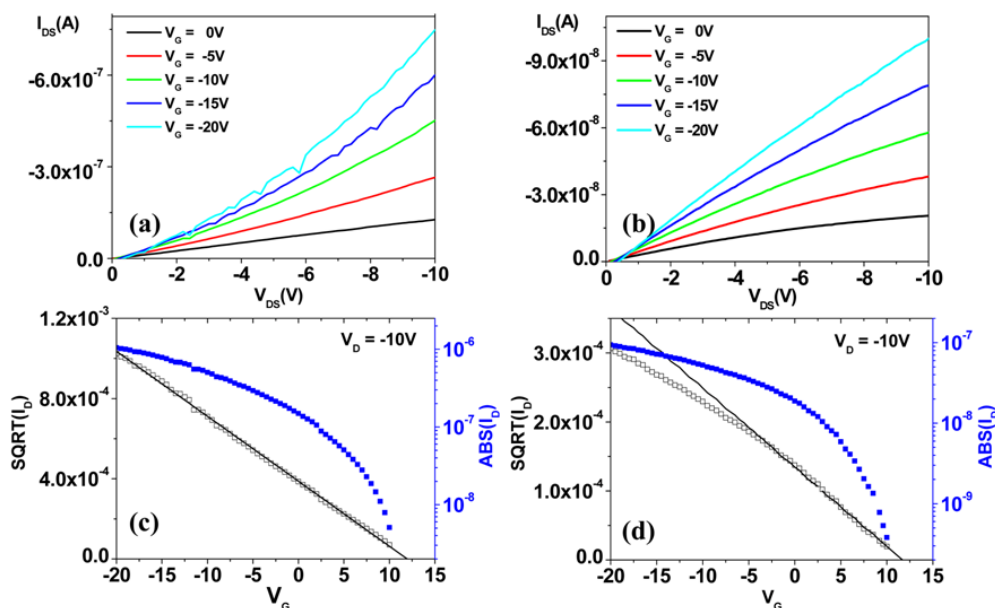 I_DS(A)
V_G = 0V
V_G = -5V
V_G = -10V
V_G = -15V
V_G = -20V
-6.0x10⁻⁷
-3.0x10⁻⁷
0.0
(a)
0 -2 -4 -6 -8 -10
V_DS(V)
I_DS(A)
V_G = 0V
V_G = -5V
V_G = -10V
V_G = -15V
V_G = -20V
-9.0x10⁻⁸
-6.0x10⁻⁸
-3.0x10⁻⁸
0.0
(b)
0 -2 -4 -6 -8 -10
V_DS(V)
1.2x10⁻³
8.0x10⁻⁴
4.0x10⁻⁴
0.0
SQRT(I_D)
V_D = -10V
(c)
10⁻⁶
10⁻⁷
10⁻⁸
ABS(I_D)
-20 -15 -10 -5 0 5 10 15
V_G
3.0x10⁻⁴
2.0x10⁻⁴
1.0x10⁻⁴
0.0
SQRT(I_D)
V_D = -10V
(d)
10⁻⁷
10⁻⁸
10⁻⁹
ABS(I_D)
-20 -15 -10 -5 0 5 10 15
V_G